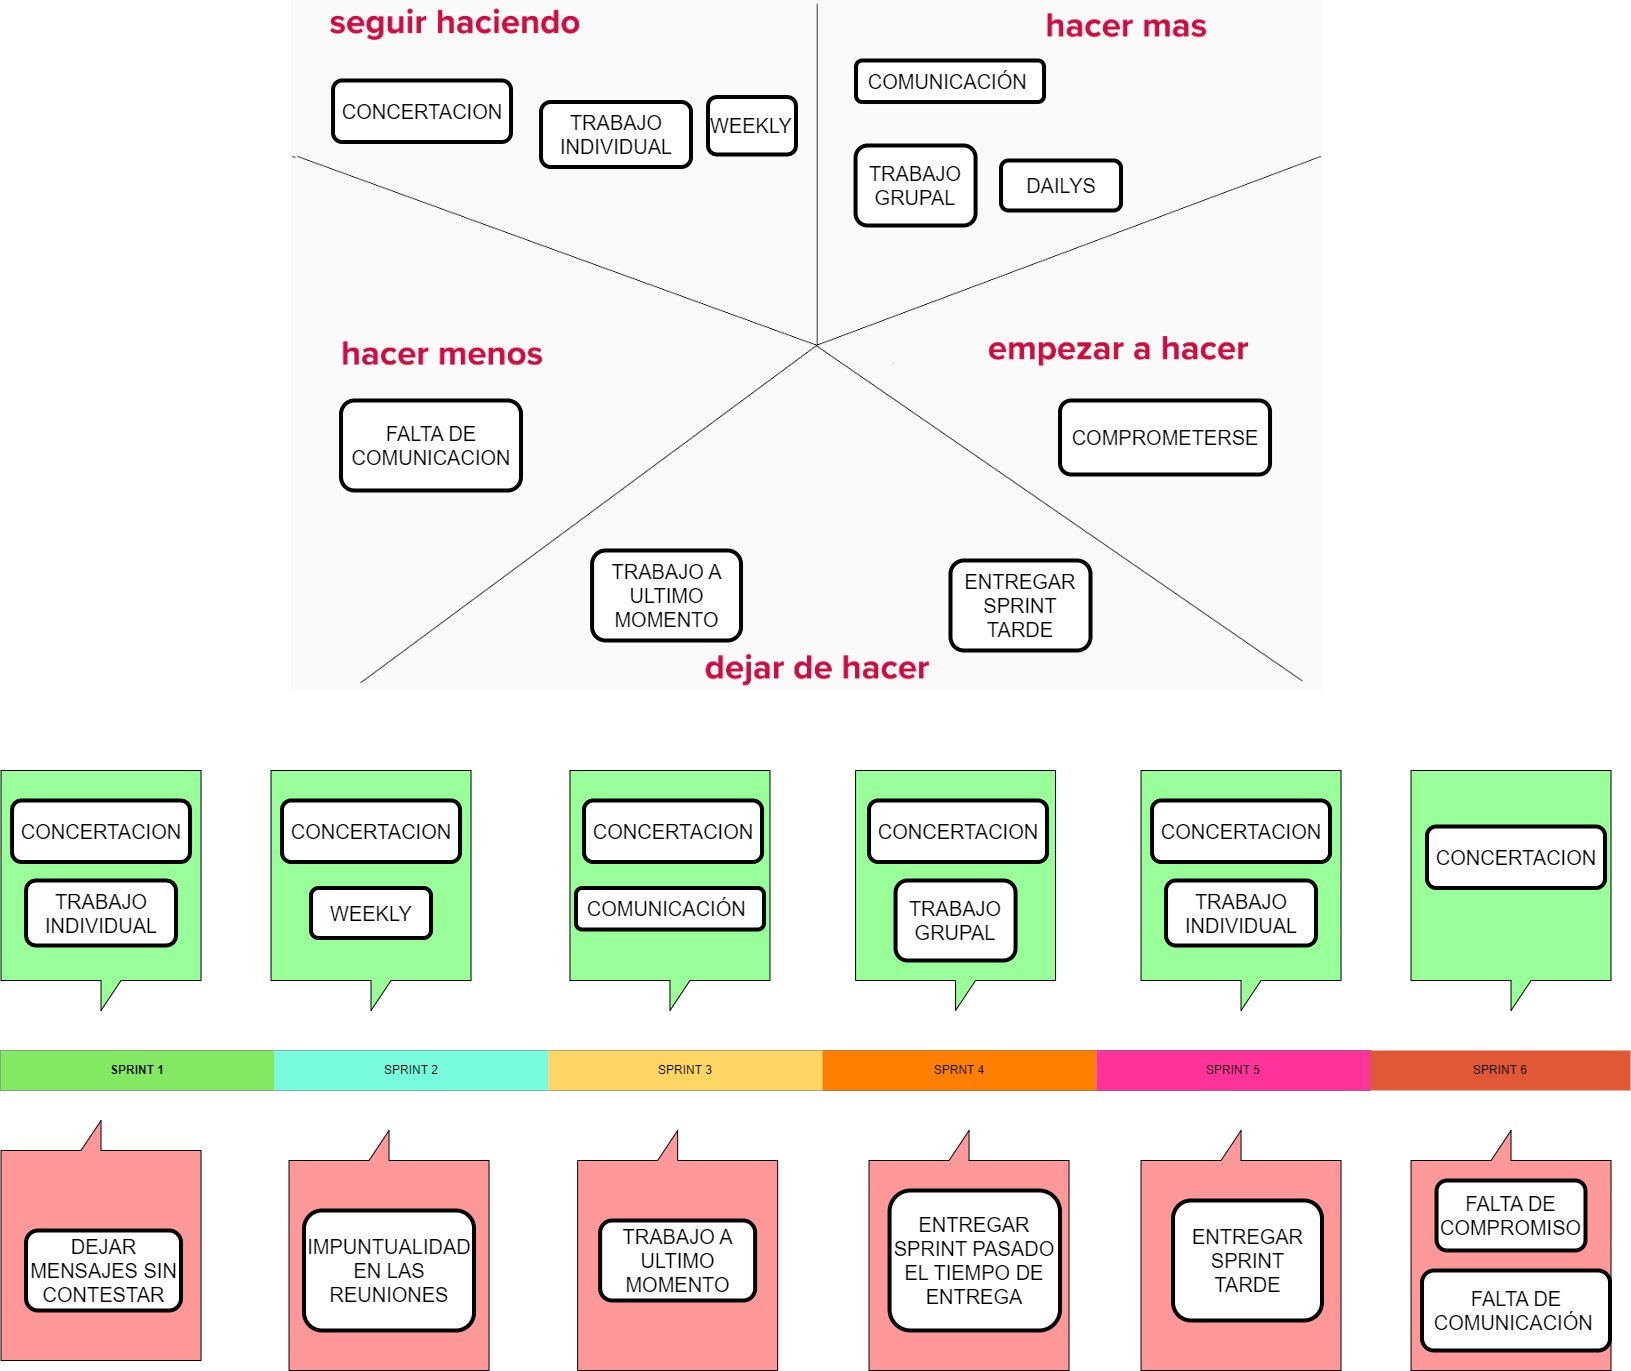 seguir haciendo
hacer mas
CONCERTACION
TRABAJO
INDIVIDUAL
WEEKLY
COMUNICACIÓN
TRABAJO
GRUPAL
DAILYS
hacer menos
empezar a hacer
FALTA DE
COMUNICACION
COMPROMETERSE
TRABAJO A
ULTIMO
MOMENTO
ENTREGAR
SPRINT
TARDE
dejar de hacer
CONCERTACION
TRABAJO
INDIVIDUAL
CONCERTACION
WEEKLY
CONCERTACION
COMUNICACIÓN
CONCERTACION
TRABAJO
GRUPAL
CONCERTACION
TRABAJO
INDIVIDUAL
CONCERTACION
SPRINT 1
SPRINT 2
SPRINT 3
SPRNT 4
SPRINT 5
SPRINT 6
DEJAR
MENSAJES SIN
CONTESTAR
IMPUNTUALIDAD
EN LAS
REUNIONES
TRABAJO A
ULTIMO
MOMENTO
ENTREGAR
SPRINT PASADO
EL TIEMPO DE
ENTREGA
ENTREGAR
SPRINT
TARDE
FALTA DE
COMPROMISO
FALTA DE
COMUNICACIÓN